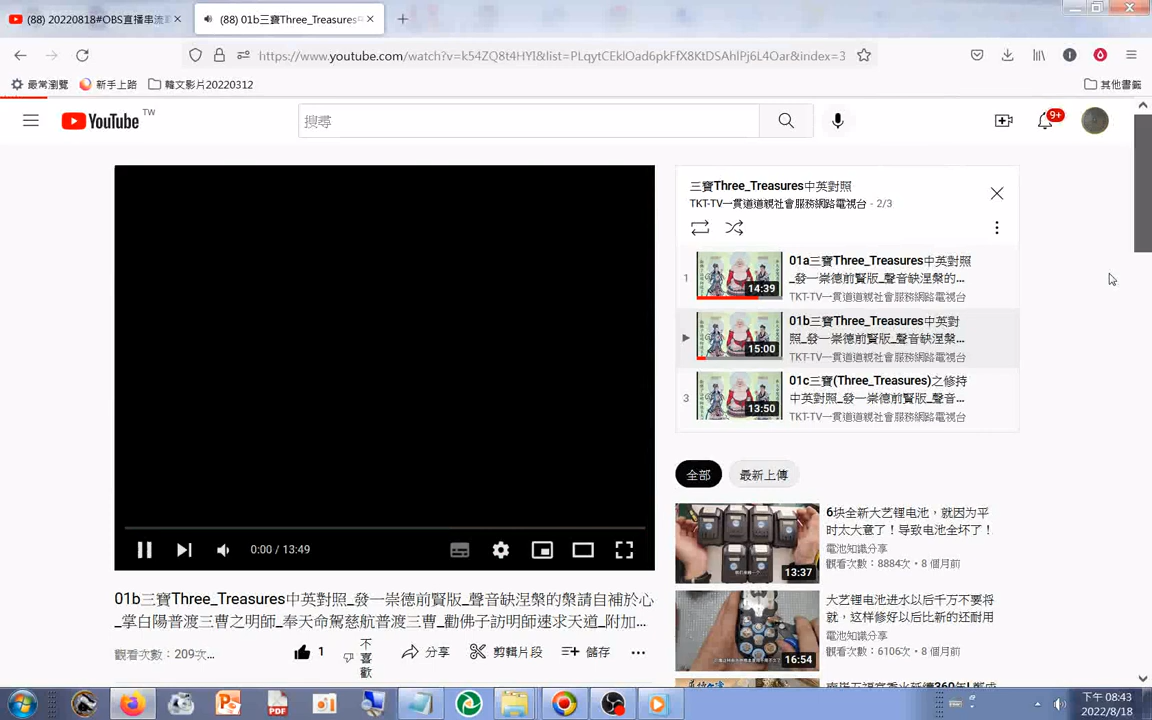 (88) 20220818#OBS直播串流
(88) 01b三寶Three_Treasures
https://www.youtube.com/watch?v=k54ZQ8t4HYI&list=PLqytCEklOad6pkFfX8KtDSAhlPj6L4Oar&index=3
最常瀏覽
新手上路
韓文影片20220312
其他書籤
YouTube TW
搜尋
9+
三寶Three_Treasures中英對照
TKT-TV一貫道道親社會服務網路電視台 - 2/3
1
14:39
01a三寶Three_Treasures中英對照
_發一崇德前賢版_聲音缺涅槃的...
TKT-TV一貫道道親社會服務網路電視台
15:00
01b三寶Three_Treasures中英對
照_發一崇德前賢版_聲音缺涅槃...
TKT-TV一貫道道親社會服務網路電視台
3
13:50
01c三寶(Three_Treasures)之修持
中英對照_發一崇德前賢版_聲音...
TKT-TV一貫道道親社會服務網路電視台
全部
最新上傳
6块全新大艺锂电池，就因为平
时太大意了！导致电池全坏了！
電池知識分享
觀看次數：8884次 • 8 個月前
13:37
大艺锂电池进水以后千万不要将
就，这样修好以后比新的还耐用
電池知識分享
觀看次數：6106次 • 8 個月前
16:54
0:00 / 13:49
01b三寶Three_Treasures中英對照_發一崇德前賢版_聲音缺涅槃的槃請自補於心
_掌白陽普渡三曹之明師_奉天命駕慈航普渡三曹_勸佛子訪明師速求天道_附加...
觀看次數：209次...
1
不喜歡
分享
剪輯片段
儲存
下午 08:43
2022/8/18